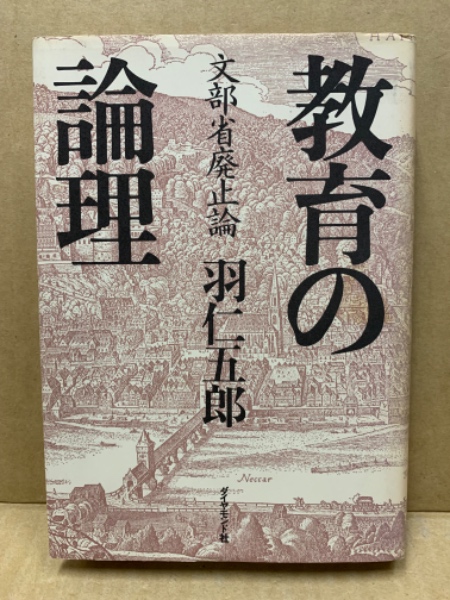 教育の
論理
文部省廃止論
羽仁五郎
Neccar
ダイヤモンド社